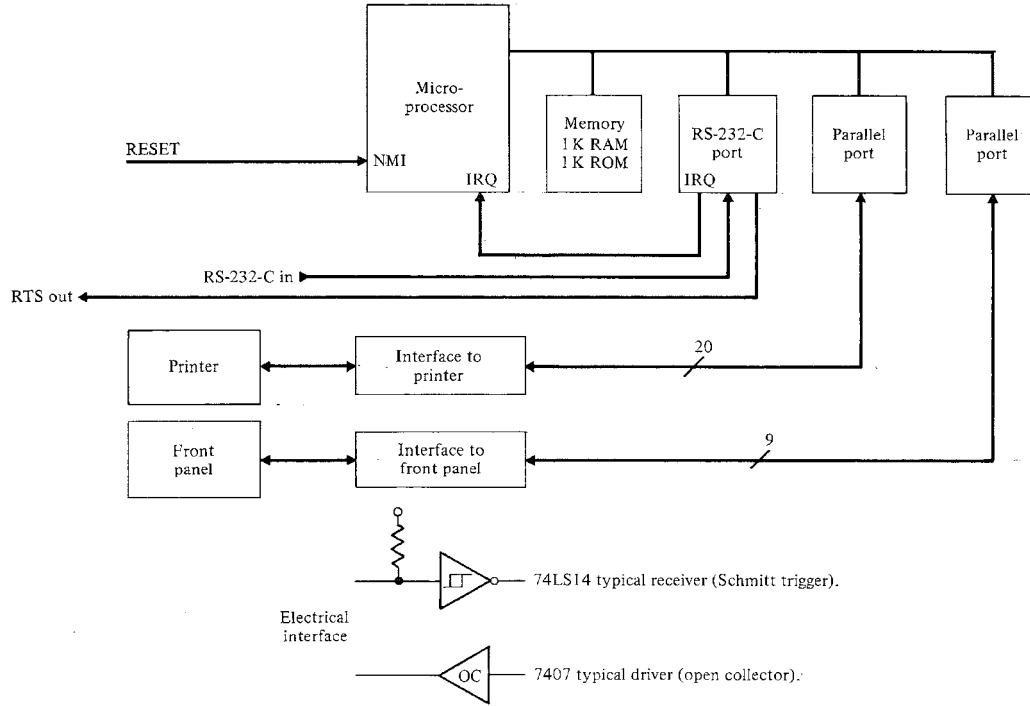 Micro-
processor
NMI
IRQ
RESET
Memory
1 K RAM
1 K ROM
RS-232-C
port
IRQ
Parallel
port
Parallel
port
RS-232-C in
RTS out
Printer
Interface to
printer
20
Front
panel
Interface to
front panel
9
74LS14 typical receiver (Schmitt trigger).
Electrical
interface
OC
7407 typical driver (open collector).